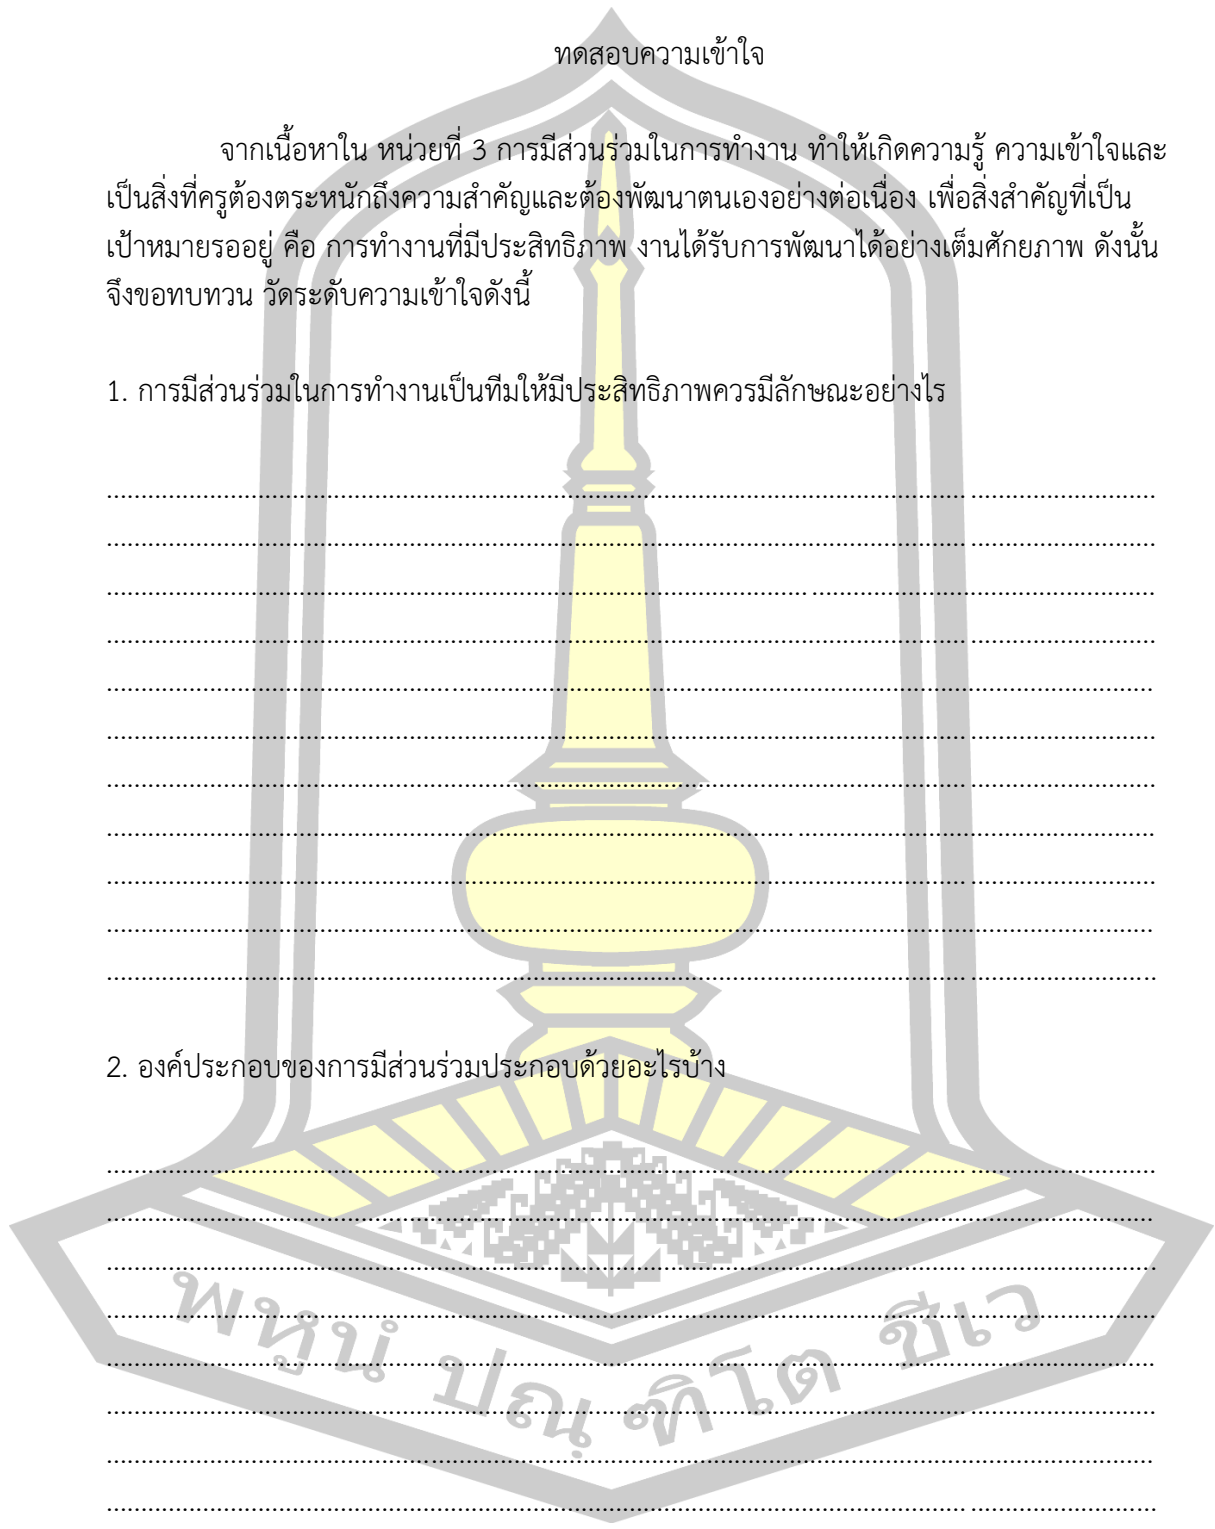 ทดสอบความเข้าใจ
จากเนื้อหาใน หน่วยที่ 3 การมีส่วนร่วมในการทำงาน ทำให้เกิดความรู้ ความเข้าใจและ
เป็นสิ่งที่ครูต้องตระหนักถึงความสำคัญและต้องพัฒนาตนเองอย่างต่อเนื่อง เพื่อสิ่งสำคัญที่เป็น
เป้าหมายรออยู่ คือ การทำงานที่มีประสิทธิภาพ งานได้รับการพัฒนาได้อย่างเต็มศักยภาพ ดังนั้น
จึงขอทบทวน วัดระดับความเข้าใจดังนี้
1. การมีส่วนร่วมในการทำงานเป็นทีมให้มีประสิทธิภาพควรมีลักษณะอย่างไร
2. องค์ประกอบของการมีส่วนร่วมประกอบด้วยอะไรบ้าง
พหูนํ ปณฺฑิโต ชีเว